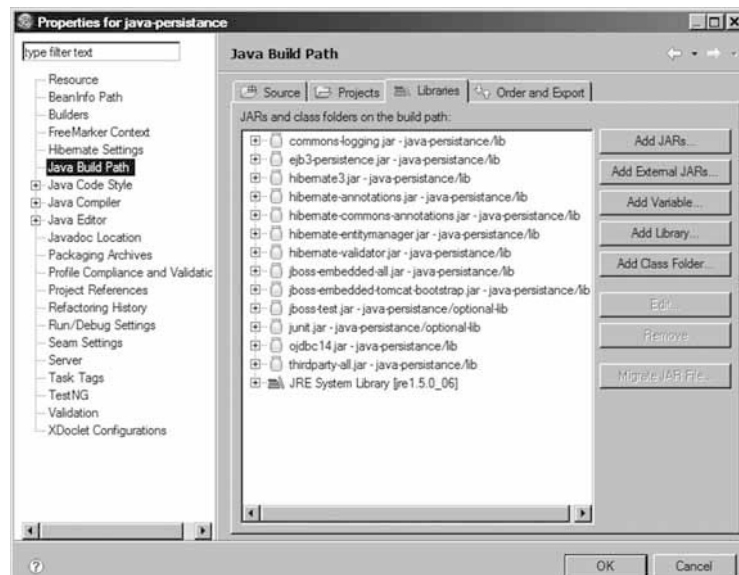 Properties for java-persistance
type filter text
Resource
BeanInfo Path
Builders
FreeMarker Context
Hibernate Settings
Java Build Path
Java Code Style
Java Compiler
Java Editor
Javadoc Location
Packaging Archives
Profile Compliance and Validatic
Project References
Refactoring History
Run/Debug Settings
Seam Settings
Server
Task Tags
TestNG
Validation
XDoclet Configurations
Java Build Path
Source Projects Libraries Order and Export
JARs and class folders on the build path:
commons-logging.jar - java-persistance/lib
ejb3-persistence.jar - java-persistance/lib
hibernate3.jar - java-persistance/lib
hibernate-annotations.jar - java-persistance/lib
hibernate-commons-annotations.jar - java-persistance/lib
hibernate-entitymanager.jar - java-persistance/lib
hibernate-validator.jar - java-persistance/lib
jboss-embedded-all.jar - java-persistance/lib
jboss-embedded-tomcat-bootstrap.jar - java-persistance/lib
jboss-test.jar - java-persistance/optional-lib
junit.jar - java-persistance/optional-lib
ojdbc14.jar - java-persistance/lib
thirdparty-all.jar - java-persistance/lib
JRE System Library [jre1.5.0_06]
Add JARs...
Add External JARs...
Add Variable...
Add Library...
Add Class Folder...
Edit...
Remove
Migrate JAR File...
?
OK
Cancel